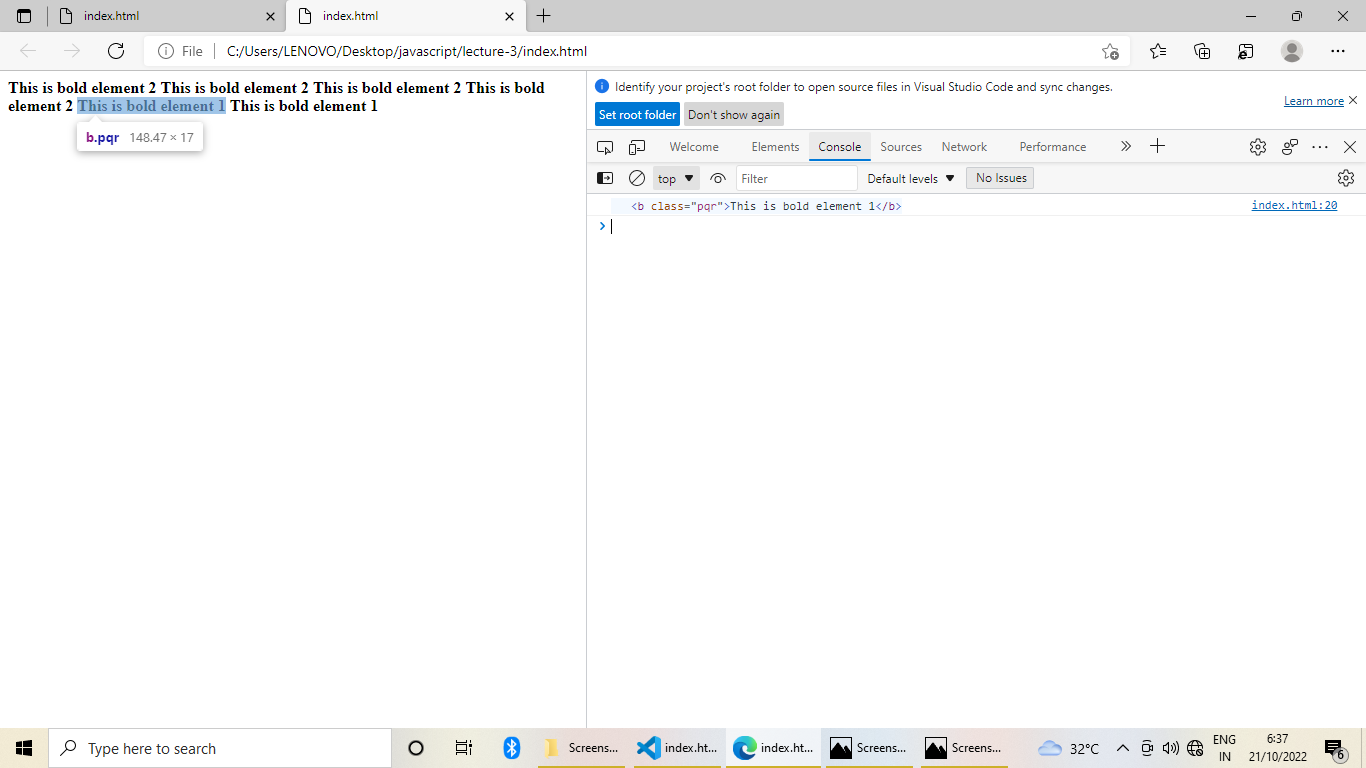 index.html
index.html
File
C:/Users/LENOVO/Desktop/javascript/lecture-3/index.html
This is bold element 2 This is bold element 2 This is bold element 2 This is bold
element 2 This is bold element 1 This is bold element 1
b.pqr 148.47 × 17
Identify your project's root folder to open source files in Visual Studio Code and sync changes.
Learn more
Set root folder Don't show again
Welcome Elements Console Sources Network Performance
top Filter Default levels No Issues
<b class="pqr">This is bold element 1</b> index.html:20
Type here to search
Screens...
index.ht...
index.ht...
Screens...
Screens...
32°C
ENG
IN
6:37
21/10/2022
6